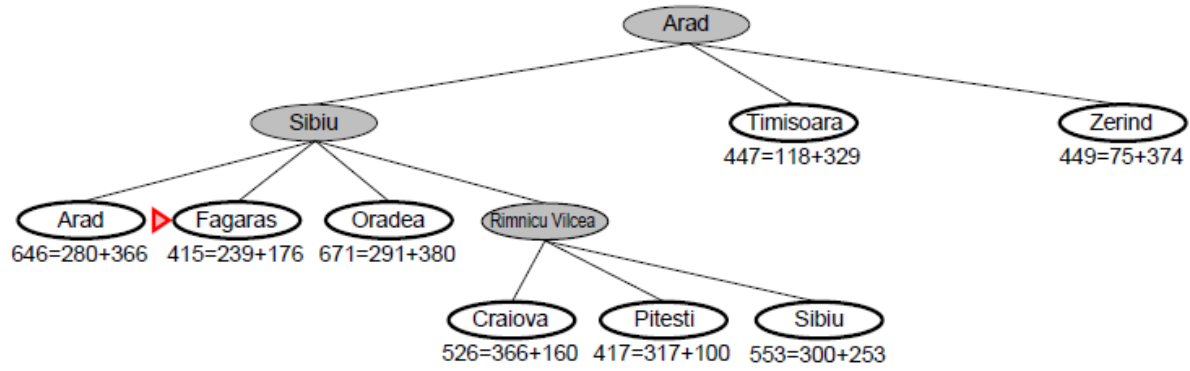 Arad
Sibiu
Timisoara
Zerind
447=118+329
449=75+374
Arad
Fagaras
Oradea
Rimnicu Vilcea
646=280+366
415=239+176
671=291+380
Craiova
Pitesti
Sibiu
526=366+160
417=317+100
553=300+253